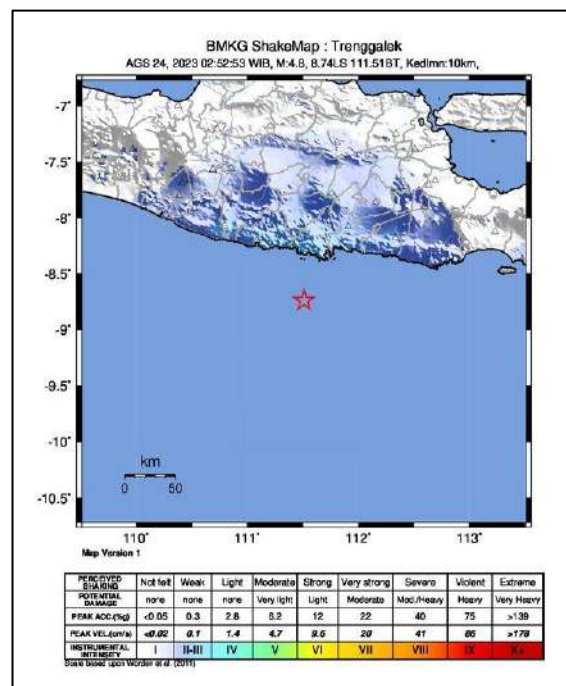 BMKG ShakeMap : Trenggalek
AGS 24, 2023 02:52:53 WIB, M:4.8, 8.74LS 111.51BT, Kedlmn:10km,
-7°
-7.5°
-8°
-8.5°
-9°
-9.5°
-10°
-10.5°
km
0 50
110° 111° 112° 113°
Map Version 1
PERCEIVED SHAKING Not felt Weak Light Moderate Strong Very strong Severe Violent Extreme
POTENTIAL DAMAGE none none none Very light Light Moderate Mod./Heavy Heavy Very Heavy
PEAK ACC.(%g) <0.05 0.3 2.8 6.2 12 22 40 75 >139
PEAK VEL.(cm/s) <0.02 0.1 1.4 4.7 9.6 20 41 86 >178
INSTRUMENTAL INTENSITY I II-III IV V VI VII VIII IX X+
Scale based upon Worden et al. (2011)